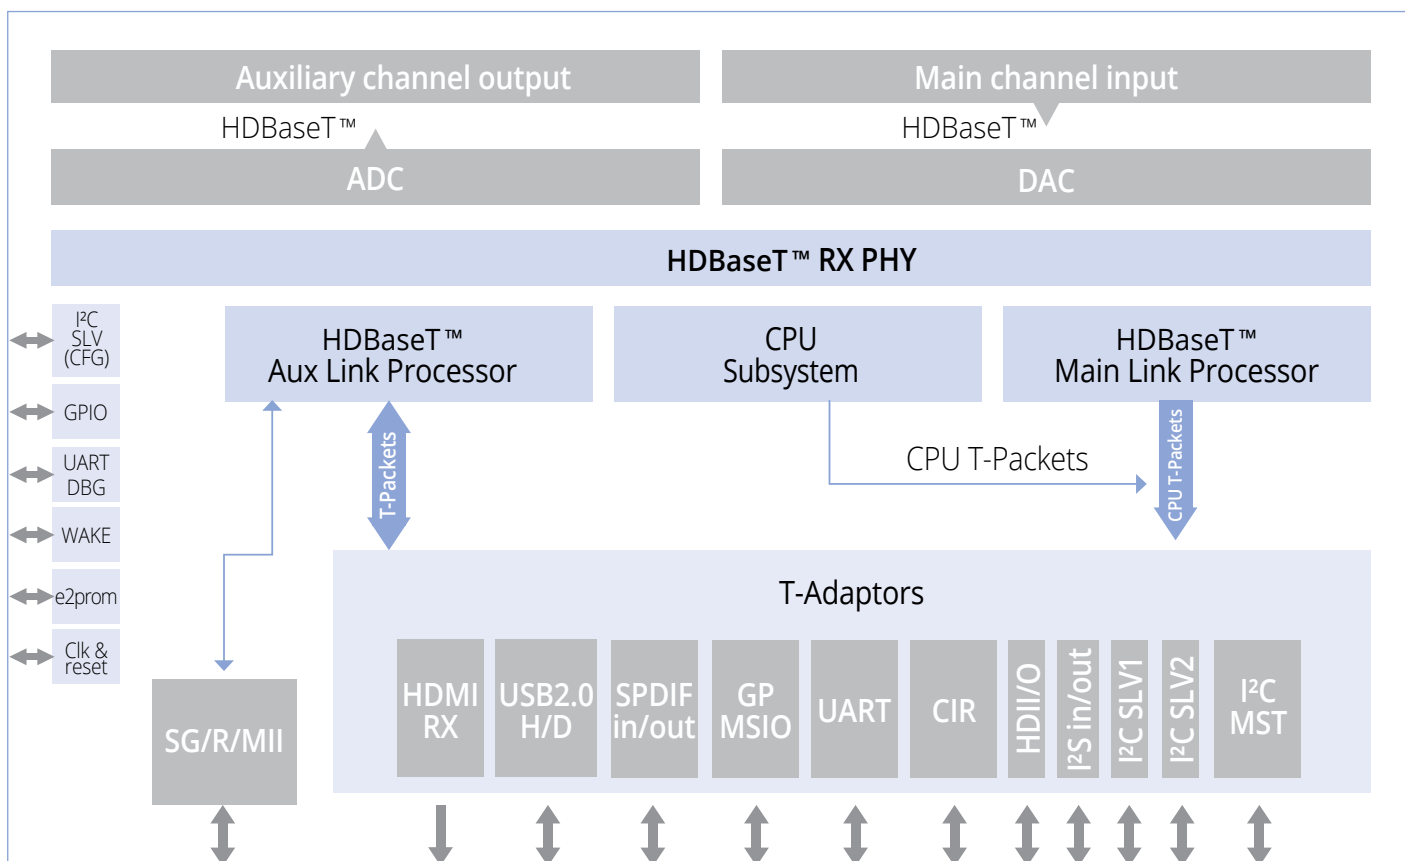 Auxiliary channel output
Main channel input
HDBaseT™
HDBaseT™
ADC
DAC
HDBaseT™ RX PHY
I²C
SLV
(CFG)
GPIO
UART
DBG
WAKE
e2prom
Clk &
reset
HDBaseT™
Aux Link Processor
CPU
Subsystem
HDBaseT™
Main Link Processor
T-Packets
CPU T-Packets
CPU T-Packets
T-Adaptors
SG/R/MII
HDMI
RX
USB2.0
H/D
SPDIF
in/out
GP
MSIO
UART
CIR
HDII/O
I²S in/out
I²C SLV1
I²C SLV2
I²C
MST